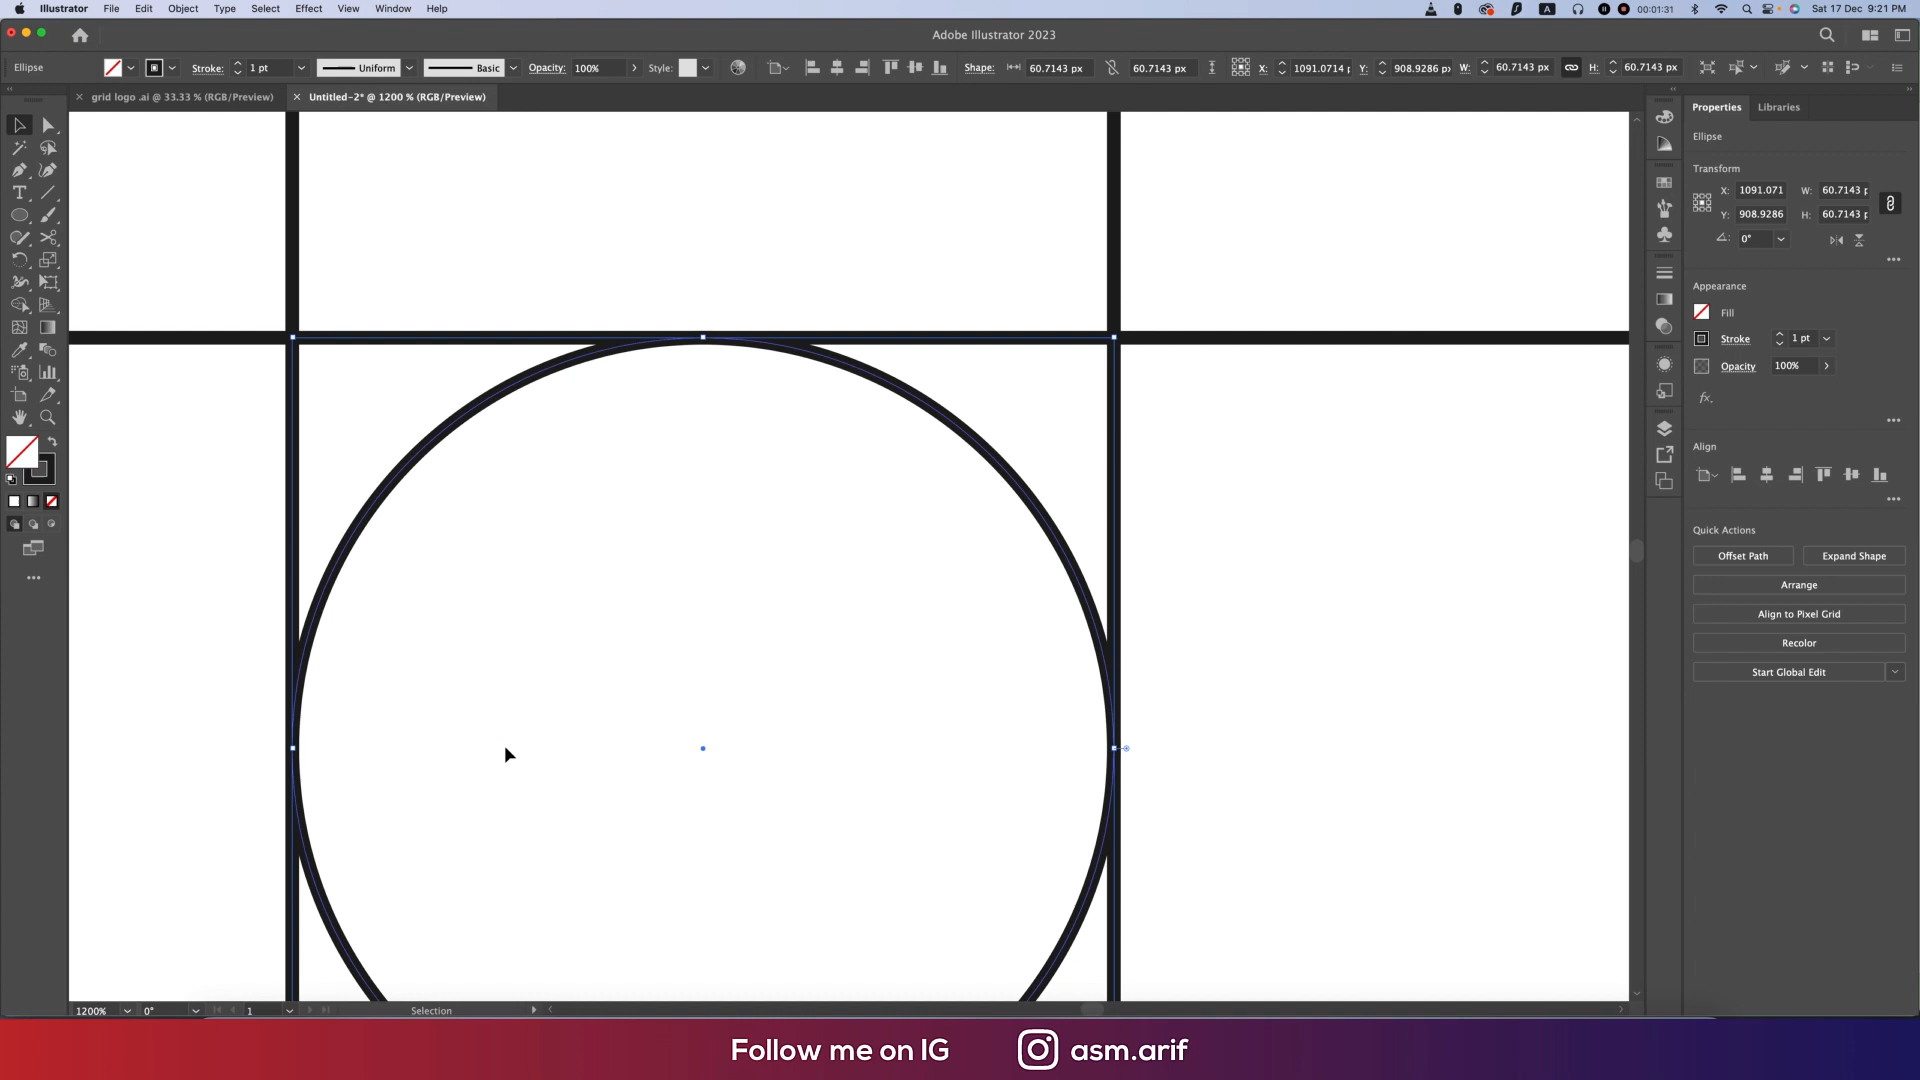 Illustrator File Edit Object Type Select Effect View Window Help
A 00:01:31 Sat 17 Dec 9:21 PM
Adobe Illustrator 2023
Ellipse Stroke: 1 pt Uniform Basic Opacity: 100% Style: Shape: 60.7143 px 60.7143 px X: 1091.0714 p Y: 908.9286 px W: 60.7143 px H: 60.7143 px
grid logo .ai @ 33.33 % (RGB/Preview) Untitled-2* @ 1200 % (RGB/Preview)
Properties Libraries
Ellipse
Transform
X: 1091.071 W: 60.7143 p
Y: 908.9286 H: 60.7143 p
0°
Appearance
Fill
Stroke 1 pt
Opacity 100%
fx.
Align
Quick Actions
Offset Path Expand Shape
Arrange
Align to Pixel Grid
Recolor
Start Global Edit
1200% 0° 1 Selection
Follow me on IG asm.arif